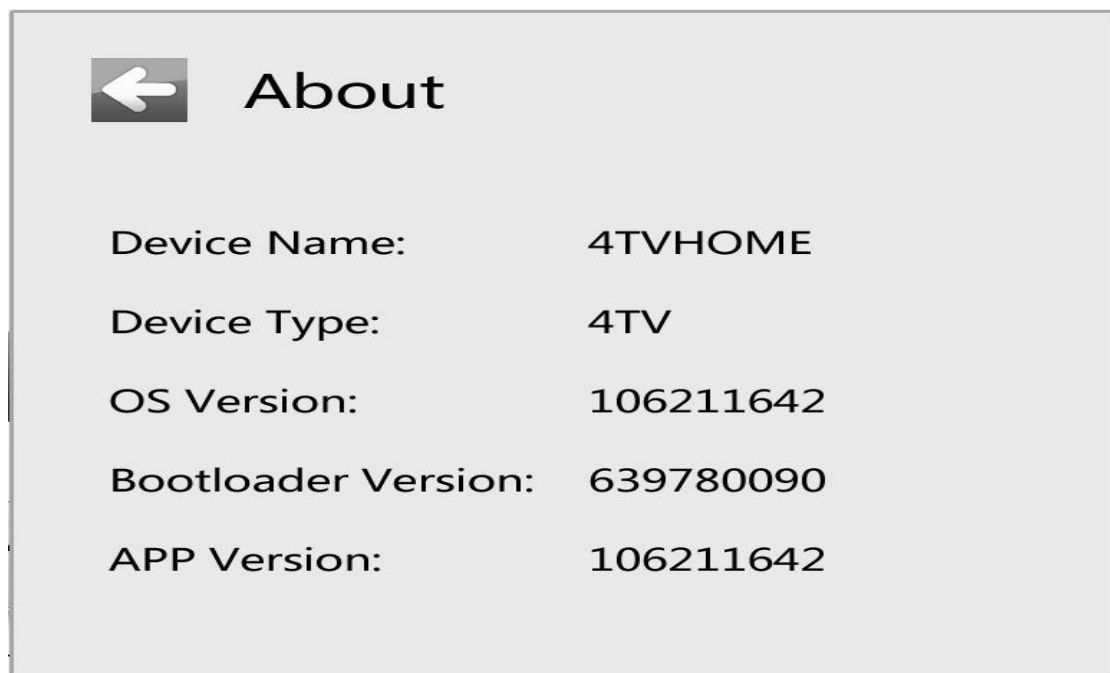 About
Device Name: 4TVHOME
Device Type: 4TV
OS Version: 106211642
Bootloader Version: 639780090
APP Version: 106211642